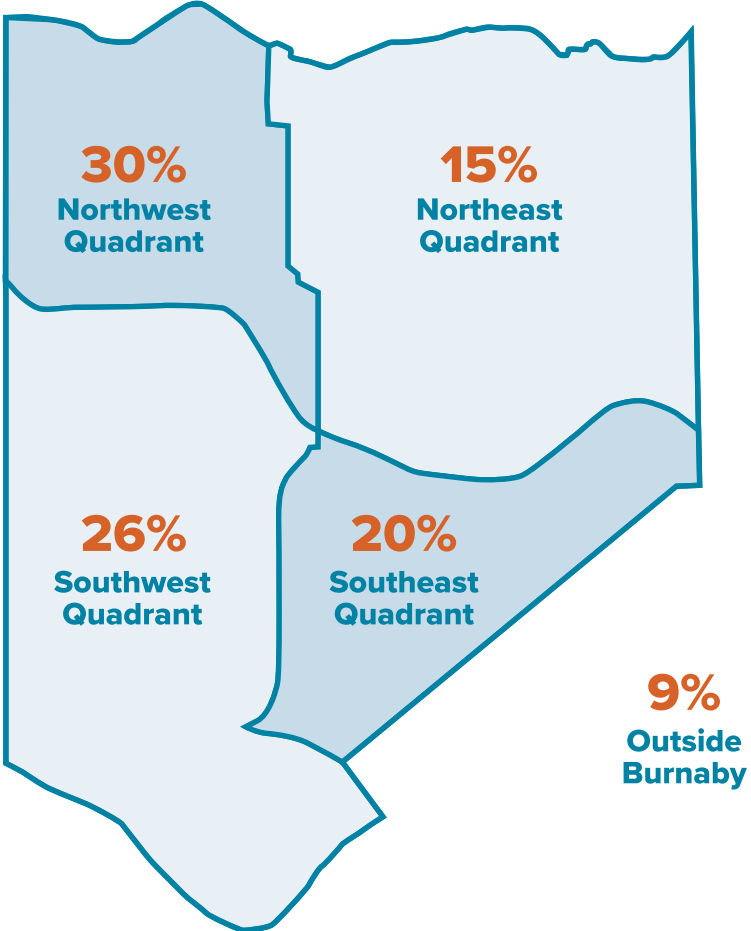 30%
Northwest
Quadrant
15%
Northeast
Quadrant
26%
Southwest
Quadrant
20%
Southeast
Quadrant
9%
Outside
Burnaby